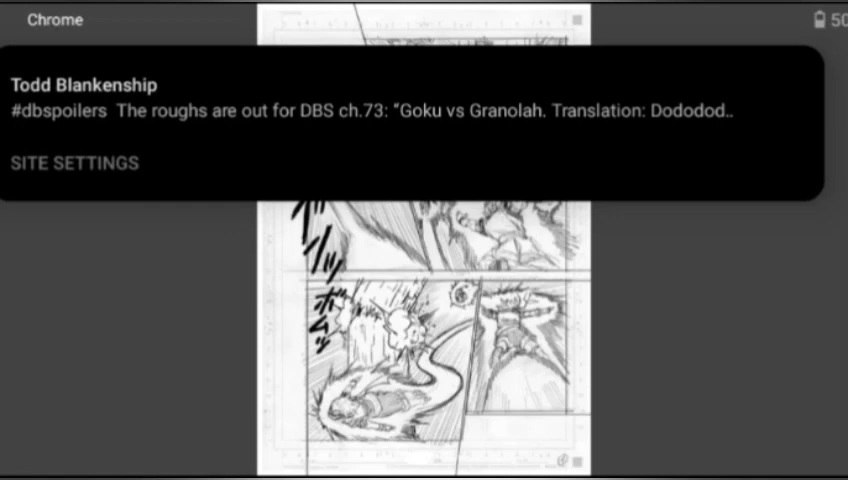 Chrome
50
Todd Blankenship
#dbspoilers The roughs are out for DBS ch.73: “Goku vs Granolah. Translation: Dododod..
SITE SETTINGS